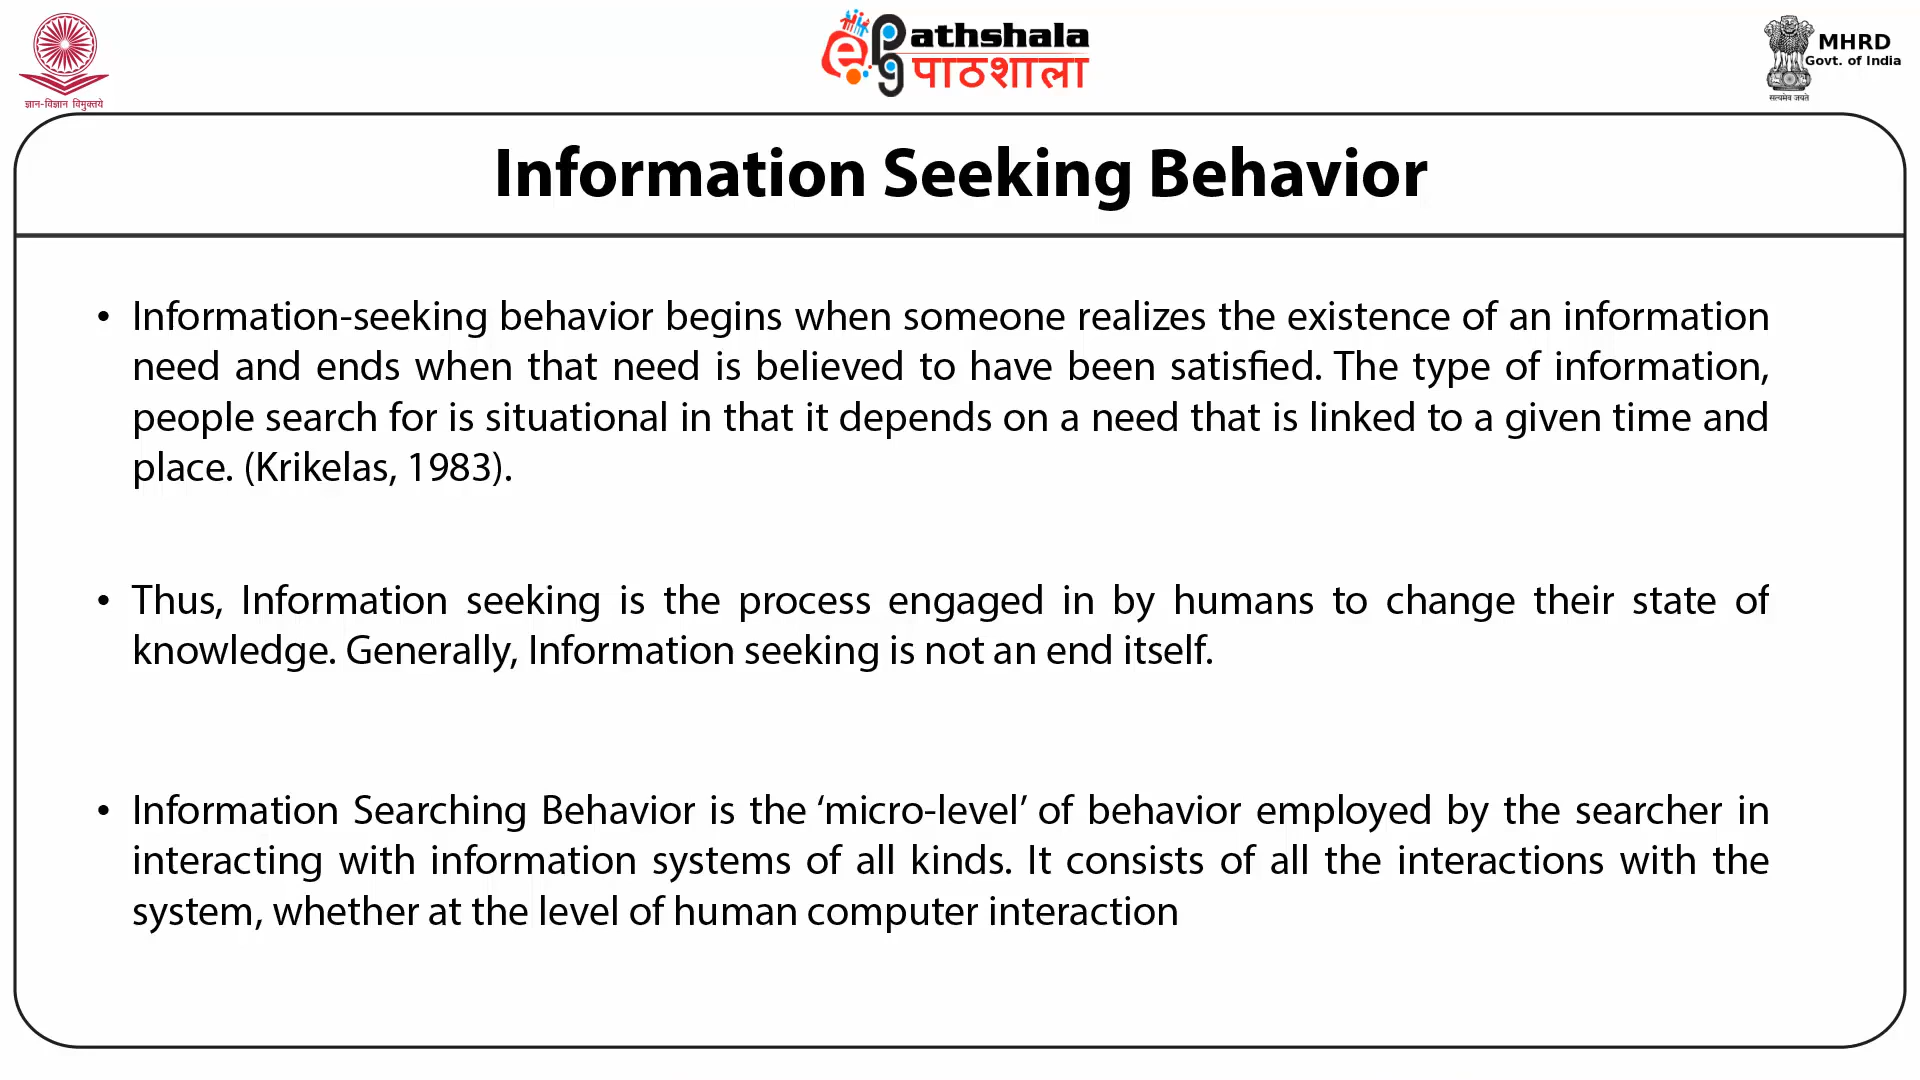 ज्ञान-विज्ञान विमुक्तये
ePathshala
पाठशाला
MHRD
Govt. of India
सत्यमेव जयते
Information Seeking Behavior
• Information-seeking behavior begins when someone realizes the existence of an information
need and ends when that need is believed to have been satisfied. The type of information,
people search for is situational in that it depends on a need that is linked to a given time and
place. (Krikelas, 1983).
• Thus, Information seeking is the process engaged in by humans to change their state of
knowledge. Generally, Information seeking is not an end itself.
• Information Searching Behavior is the ‘micro-level’ of behavior employed by the searcher in
interacting with information systems of all kinds. It consists of all the interactions with the
system, whether at the level of human computer interaction